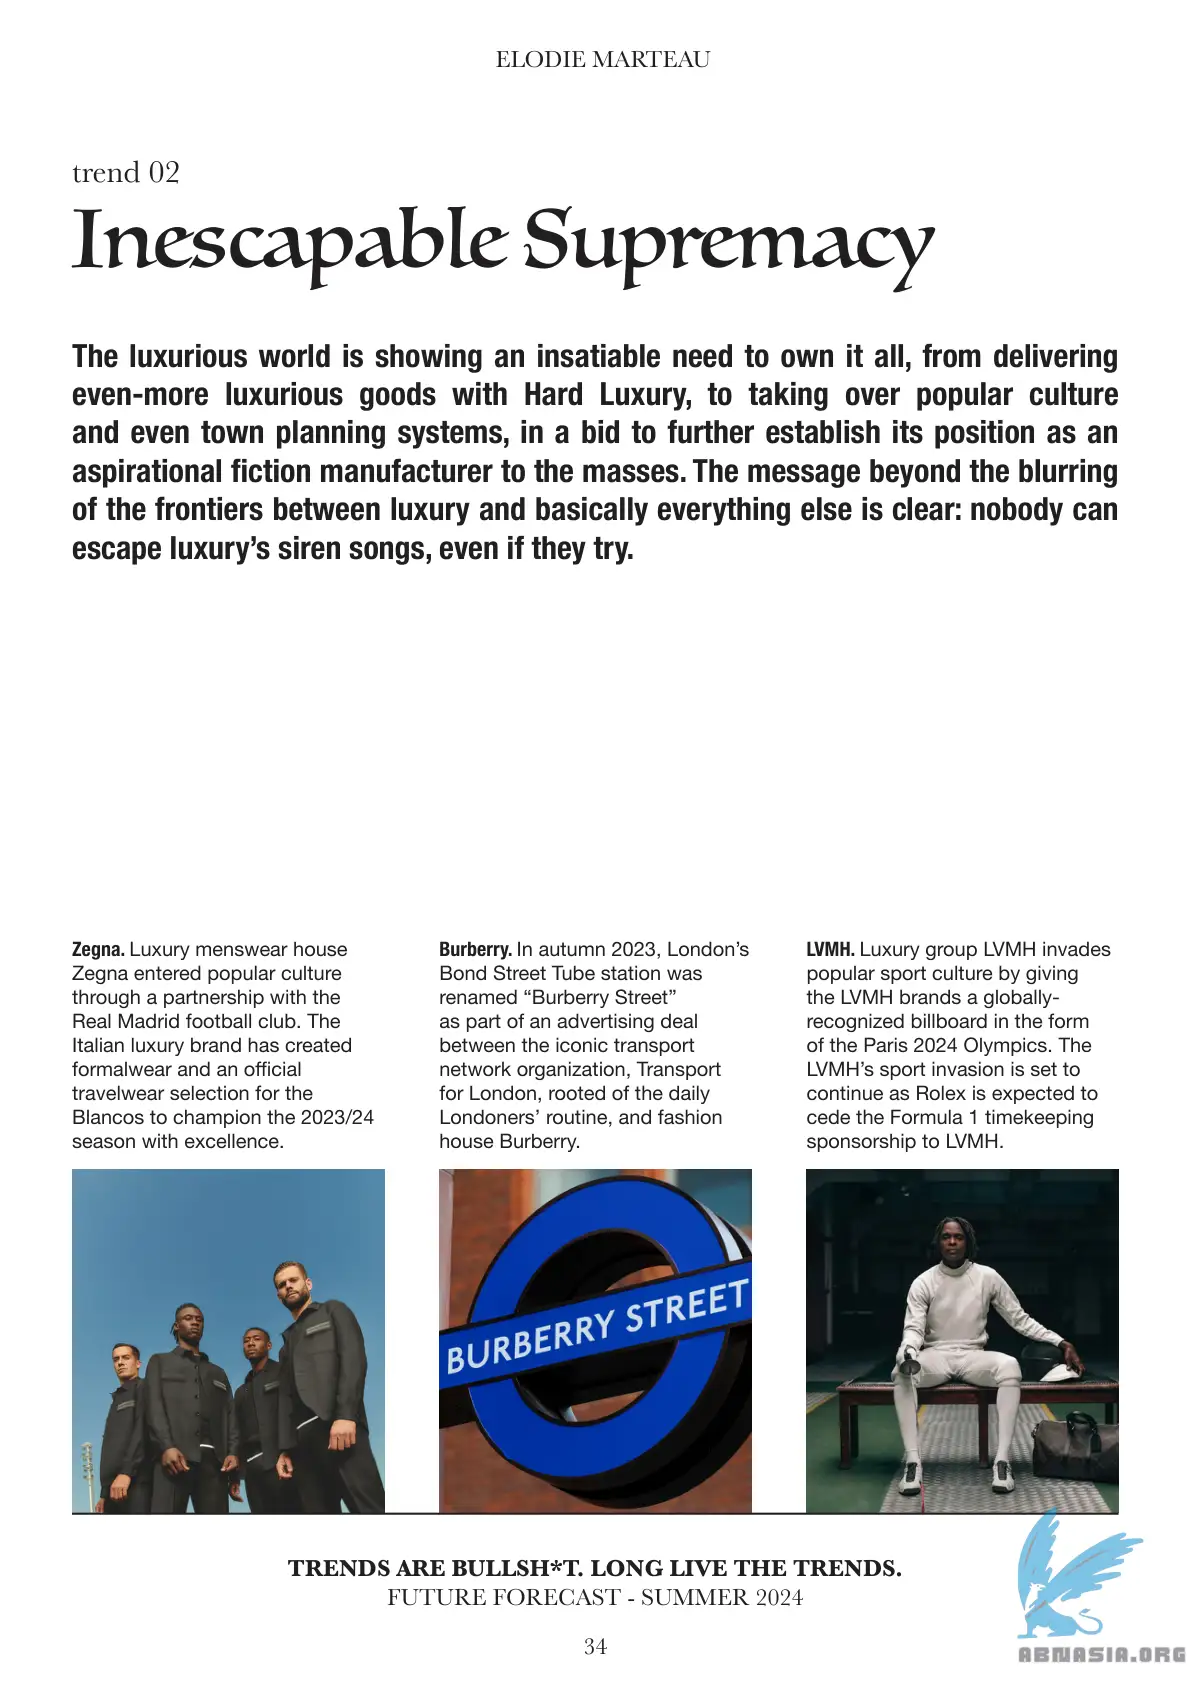 ELODIE MARTEAU
trend 02
Inescapable Supremacy
The luxurious world is showing an insatiable need to own it all, from delivering
even-more luxurious goods with Hard Luxury, to taking over popular culture
and even town planning systems, in a bid to further establish its position as an
aspirational fiction manufacturer to the masses. The message beyond the blurring
of the frontiers between luxury and basically everything else is clear: nobody can
escape luxury’s siren songs, even if they try.
Zegna. Luxury menswear house
Zegna entered popular culture
through a partnership with the
Real Madrid football club. The
Italian luxury brand has created
formalwear and an official
travelwear selection for the
Blancos to champion the 2023/24
season with excellence.
Burberry. In autumn 2023, London’s
Bond Street Tube station was
renamed “Burberry Street”
as part of an advertising deal
between the iconic transport
network organization, Transport
for London, rooted of the daily
Londoners’ routine, and fashion
house Burberry.
LVMH. Luxury group LVMH invades
popular sport culture by giving
the LVMH brands a globally-
recognized billboard in the form
of the Paris 2024 Olympics. The
LVMH’s sport invasion is set to
continue as Rolex is expected to
cede the Formula 1 timekeeping
sponsorship to LVMH.
BURBERRY STREET
TRENDS ARE BULLSH*T. LONG LIVE THE TRENDS.
FUTURE FORECAST - SUMMER 2024
34
ABNASIA.ORG